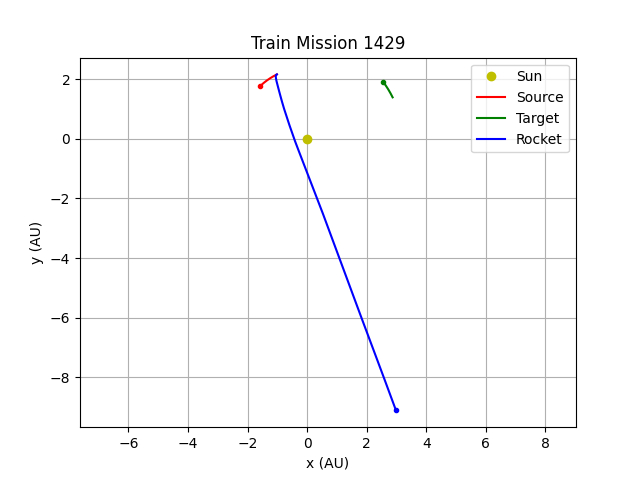 Train Mission 1429
Sun
Source
Target
Rocket
y (AU)
2
0
−2
−4
−6
−8
−6
−4
−2
0
2
4
6
8
x (AU)